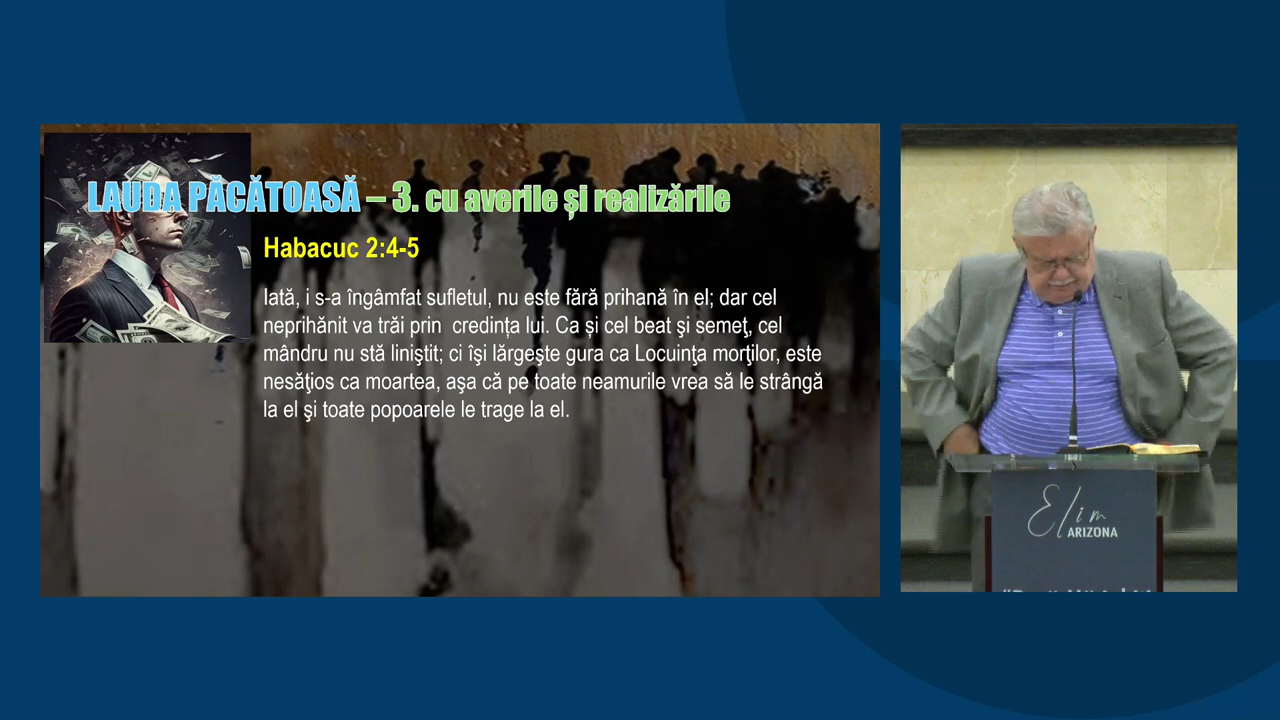 LAUDA PĂCĂTOASĂ – 3. cu averile și realizările
Habacuc 2:4-5
Iată, i s-a îngâmfat sufletul, nu este fără prihană în el; dar cel
neprihănit va trăi prin credința lui. Ca și cel beat şi semeţ, cel
mândru nu stă liniştit; ci îşi lărgeşte gura ca Locuinţa morţilor, este
nesăţios ca moartea, aşa că pe toate neamurile vrea să le strângă
la el şi toate popoarele le trage la el.
Elim
ARIZONA